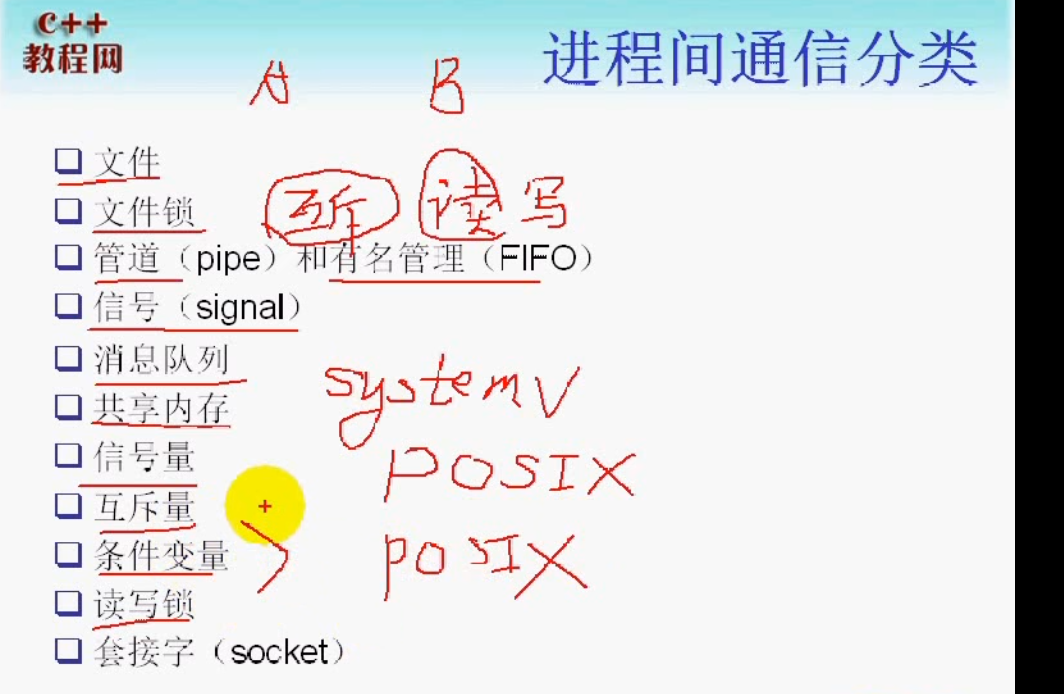 C++
教程网
进程间通信分类
A B
文件
文件锁 互斥 读写
管道（pipe）和有名管理（FIFO）
信号（signal）
消息队列
system V
共享内存
信号量
POSIX
互斥量
条件变量
POSIX
读写锁
套接字（socket）